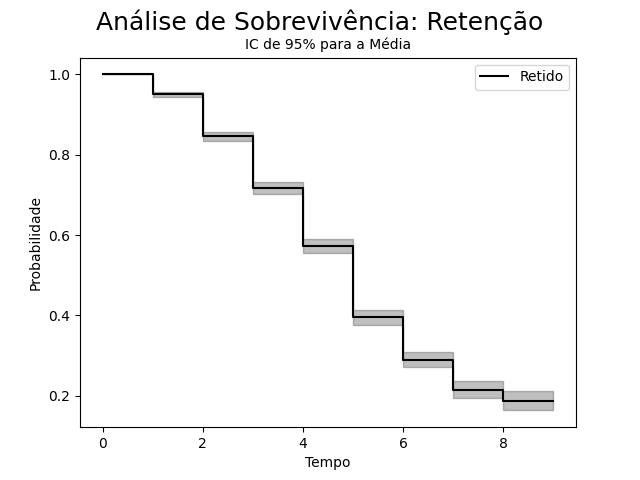 Análise de Sobrevivência: Retenção
IC de 95% para a Média
Retido
1.0
0.8
0.6
0.4
0.2
Probabilidade
0 2 4 6 8
Tempo